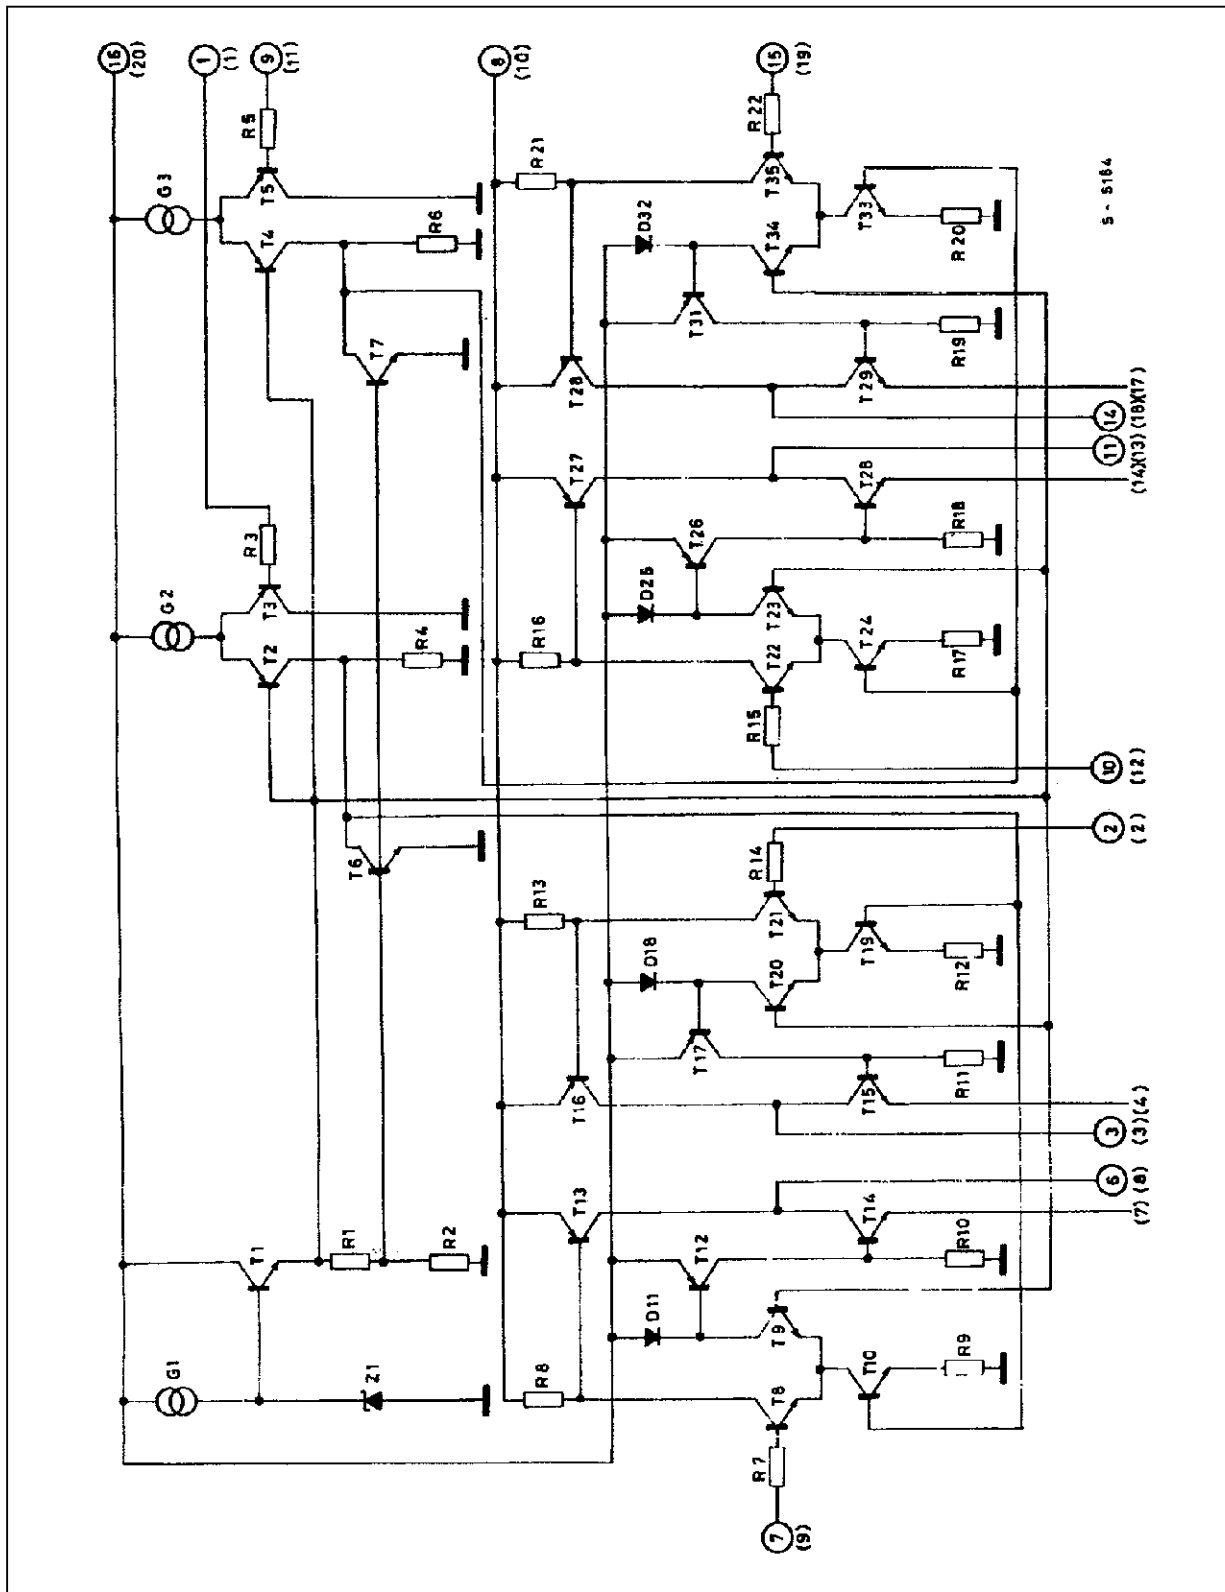 16
(20)
1
(1)
9
(11)
8
(10)
15
(19)
G3
R5
T5
T4
R6
T7
R21
R22
D32
T35
T34
T33
R20
S - 5164
T31
R19
T28
T29
14
(18)(17)
G2
R3
T3
T2
R4
T27
11
(14)(13)
T28
T26
R18
D25
R16
T23
T22
T24
R17
R15
10
(12)
T6
2
(2)
R14
R13
T21
D18
T20
T19
R12
T17
R11
T16
T15
3
(3)(4)
T1
R1
R2
T13
6
(7)(8)
T14
T12
R10
G1
Z1
D11
R8
T9
T8
T10
R9
R7
7
(9)